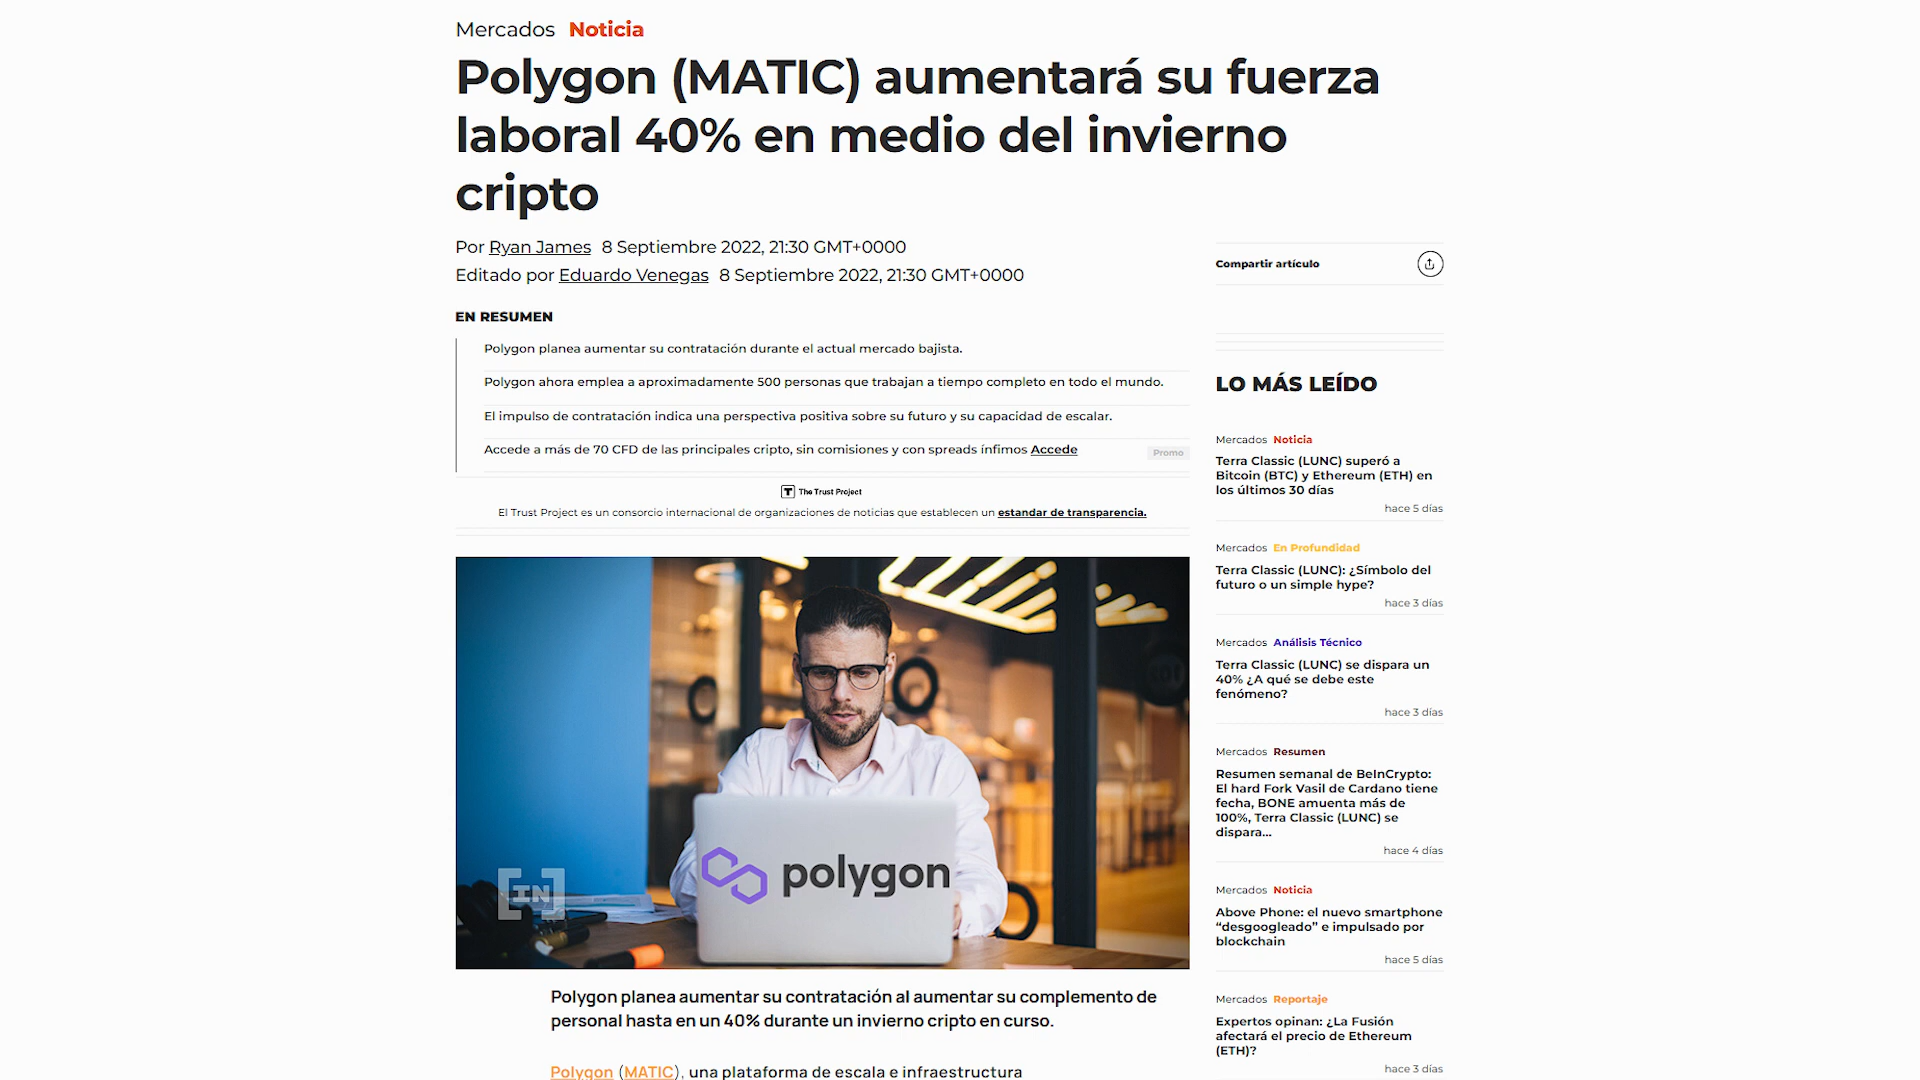 Mercados Noticia
Polygon (MATIC) aumentará su fuerza
laboral 40% en medio del invierno
cripto
Por Ryan James 8 Septiembre 2022, 21:30 GMT+0000
Editado por Eduardo Venegas 8 Septiembre 2022, 21:30 GMT+0000
EN RESUMEN
Polygon planea aumentar su contratación durante el actual mercado bajista.
Polygon ahora emplea a aproximadamente 500 personas que trabajan a tiempo completo en todo el mundo.
El impulso de contratación indica una perspectiva positiva sobre su futuro y su capacidad de escalar.
Accede a más de 70 CFD de las principales cripto, sin comisiones y con spreads ínfimos Accede
Promo
T The Trust Project
El Trust Project es un consorcio internacional de organizaciones de noticias que establecen un estandar de transparencia.
IN
polygon
Polygon planea aumentar su contratación al aumentar su complemento de
personal hasta en un 40% durante un invierno cripto en curso.
Polygon (MATIC), una plataforma de escala e infraestructura
Compartir artículo
LO MÁS LEÍDO
Mercados Noticia
Terra Classic (LUNC) superó a
Bitcoin (BTC) y Ethereum (ETH) en
los últimos 30 días
hace 5 días
Mercados En Profundidad
Terra Classic (LUNC): ¿Símbolo del
futuro o un simple hype?
hace 3 días
Mercados Análisis Técnico
Terra Classic (LUNC) se dispara un
40% ¿A qué se debe este
fenómeno?
hace 3 días
Mercados Resumen
Resumen semanal de BeInCrypto:
El hard Fork Vasil de Cardano tiene
fecha, BONE amuenta más de
100%, Terra Classic (LUNC) se
dispara...
hace 4 días
Mercados Noticia
Above Phone: el nuevo smartphone
“desgoogleado” e impulsado por
blockchain
hace 5 días
Mercados Reportaje
Expertos opinan: ¿La Fusión
afectará el precio de Ethereum
(ETH)?
hace 3 días